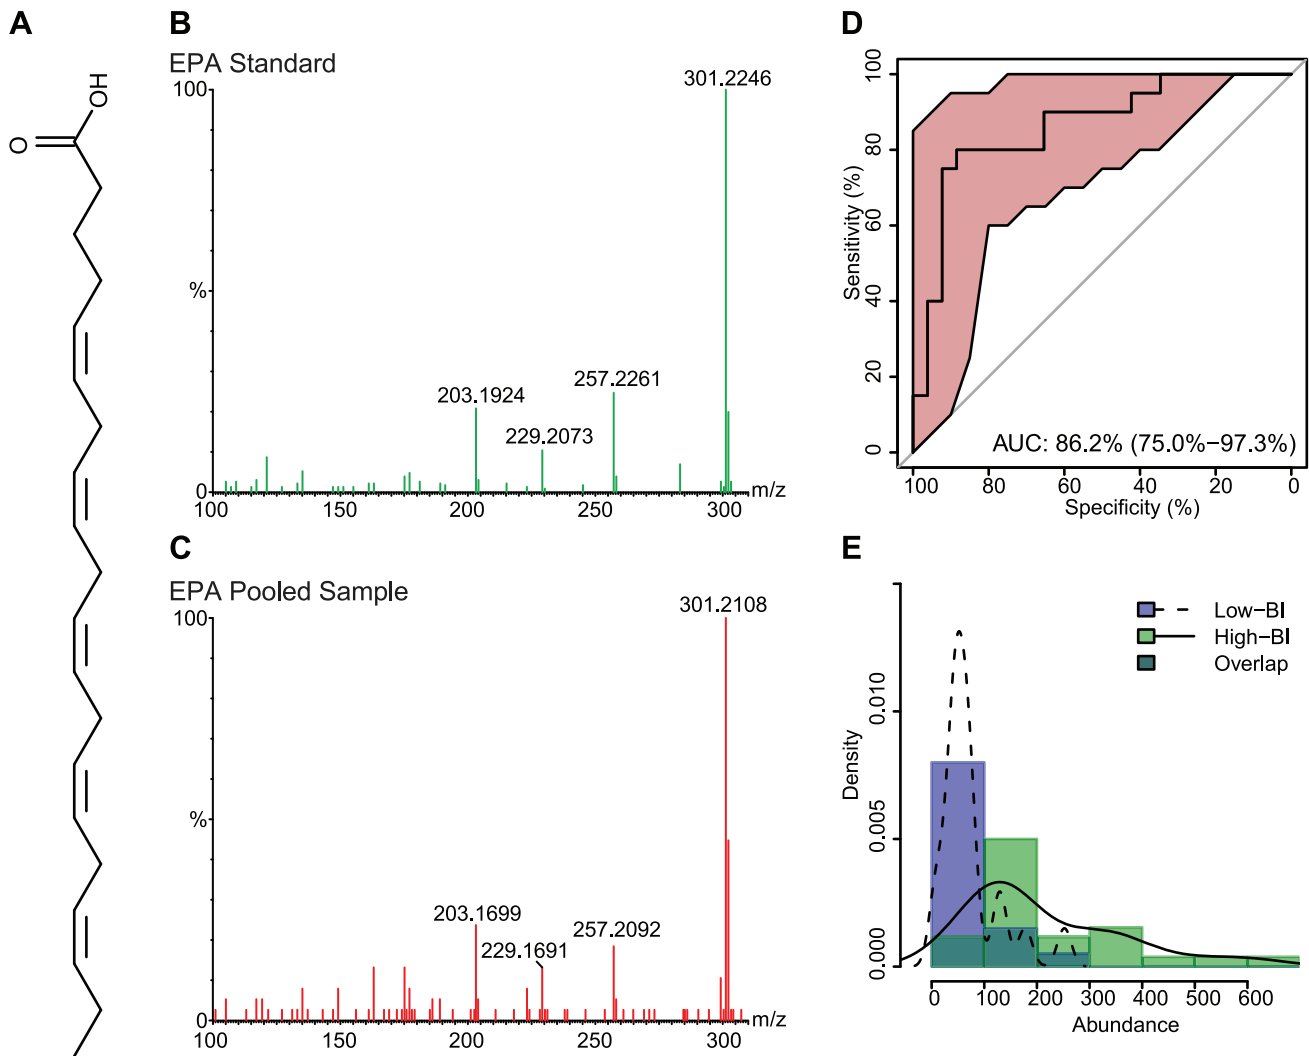 A
OH
O
B
EPA Standard
100
%
0
301.2246
257.2261
203.1924
229.2073
100 150 200 250 300 m/z
C
EPA Pooled Sample
100
%
0
301.2108
203.1699
257.2092
229.1691
100 150 200 250 300 m/z
D
Sensitivity (%)
0 20 40 60 80 100
AUC: 86.2% (75.0%−97.3%)
100 80 60 40 20 0
Specificity (%)
E
Low−BI
High−BI
Overlap
Density
0.000 0.005 0.010
0 100 200 300 400 500 600
Abundance